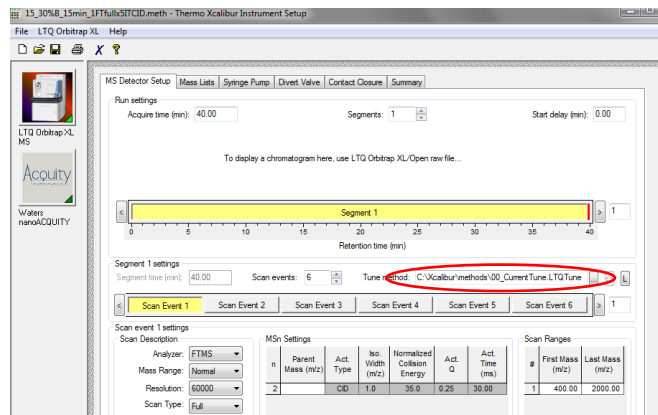 15_30%B_15min_1FTfullx5ITCID.meth - Thermo Xcalibur Instrument Setup
File LTQ Orbitrap XL Help
MS Detector Setup Mass Lists Syringe Pump Divert Valve Contact Closure Summary
Run settings
Acquire time (min): 40.00 Segments: 1 Start delay (min): 0.00
LTQ Orbitrap XL
MS
To display a chromatogram here, use LTQ Orbitrap XL/Open raw file...
Acquity
Waters
nanoACQUITY
< Segment 1 > 1
0 5 10 15 20 25 30 35 40
Retention time (min)
Segment 1 settings
Segment time (min): 40.00 Scan events: 6 Tune method: C:\Xcalibur\methods\00_CurrentTune.LTQTune ... L
< Scan Event 1 Scan Event 2 Scan Event 3 Scan Event 4 Scan Event 5 Scan Event 6 > 1
Scan event 1 settings
Scan Description MSn Settings Scan Ranges
Analyzer: FTMS
Mass Range: Normal
Resolution: 60000
Scan Type: Full
n Parent Mass (m/z) Act. Type Iso. Width (m/z) Normalized Collision Energy Act. Q Act. Time (ms)
2 CID 1.0 35.0 0.25 30.00
# First Mass (m/z) Last Mass (m/z)
1 400.00 2000.00